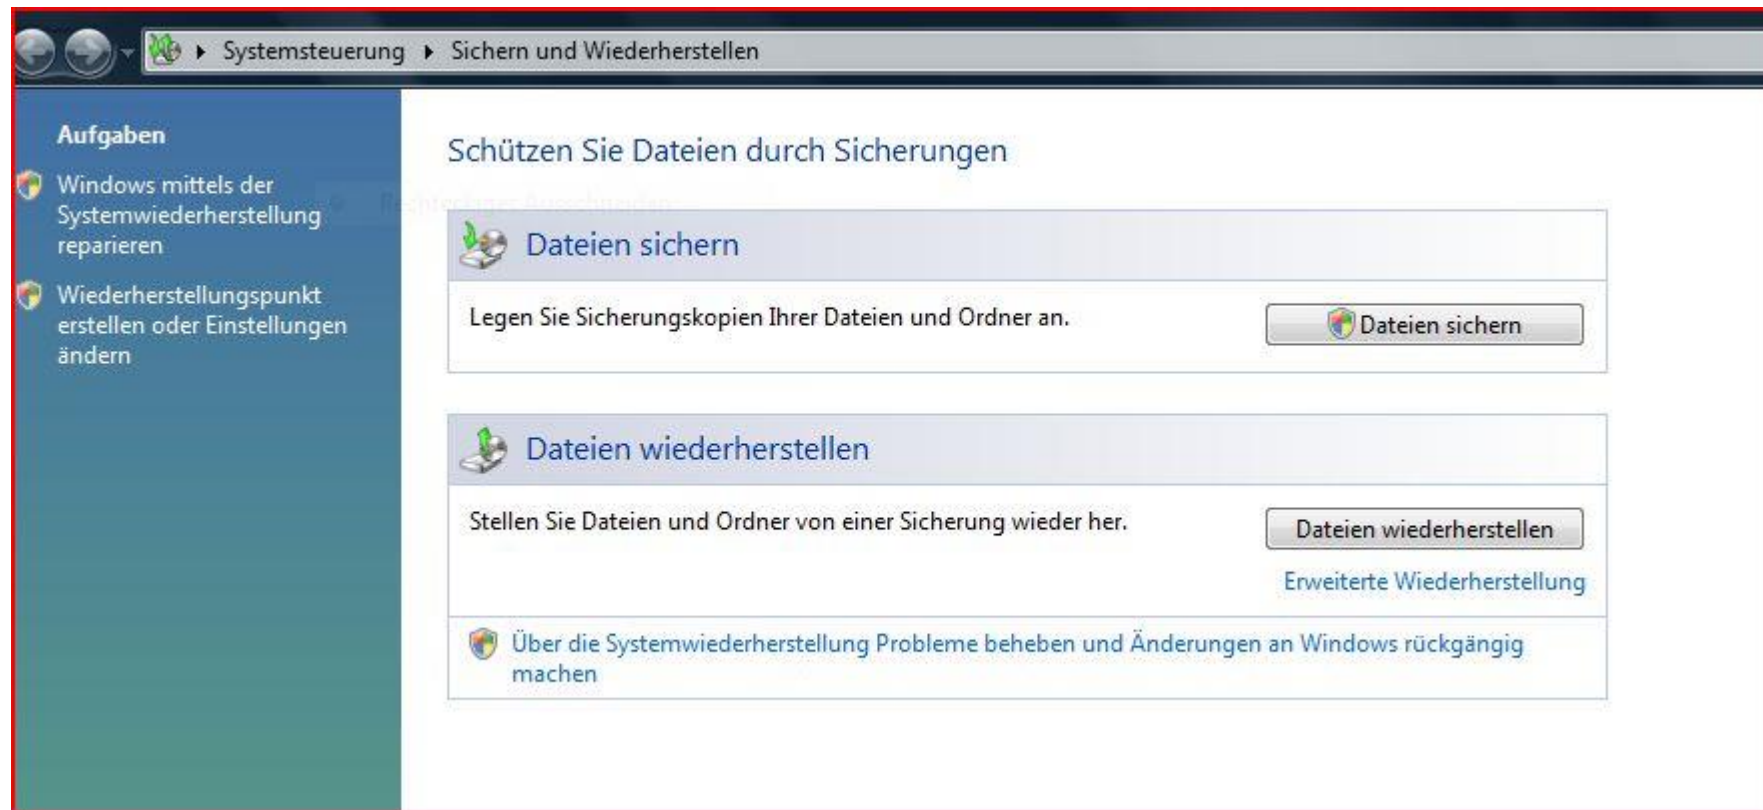 Systemsteuerung Sichern und Wiederherstellen
Aufgaben
Windows mittels der
Systemwiederherstellung
reparieren
Wiederherstellungspunkt
erstellen oder Einstellungen
ändern
Schützen Sie Dateien durch Sicherungen
Rechteckiges Ausschneiden
Dateien sichern
Legen Sie Sicherungskopien Ihrer Dateien und Ordner an.
Dateien sichern
Dateien wiederherstellen
Stellen Sie Dateien und Ordner von einer Sicherung wieder her.
Dateien wiederherstellen
Erweiterte Wiederherstellung
Über die Systemwiederherstellung Probleme beheben und Änderungen an Windows rückgängig
machen